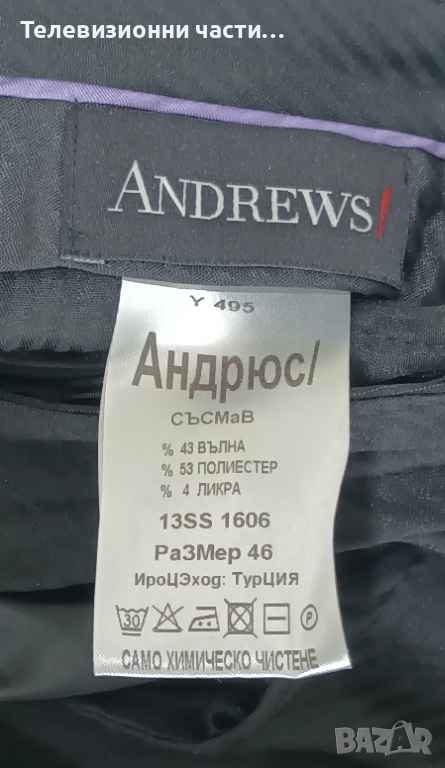 Телевизионни части...
ANDREWS/
Y 495
Андрюс/
СЪСМаВ
% 43 ВЪЛНА
% 53 ПОЛИЕСТЕР
% 4 ЛИКРА
13SS 1606
РаЗМер 46
ИроЦЭход: ТурЦИЯ
30 P
САМО ХИМИЧЕСКО ЧИСТЕНЕ
BAZAR